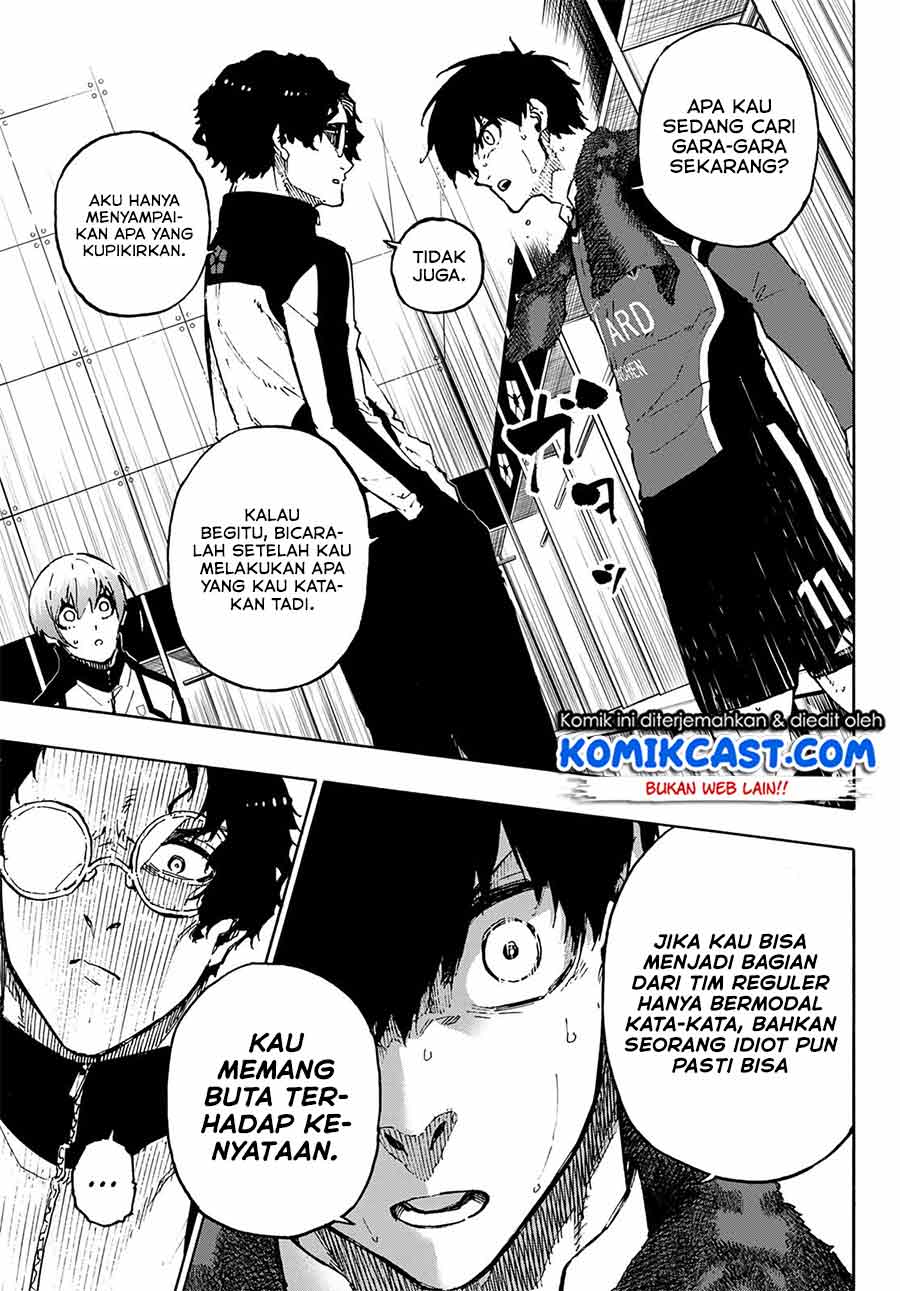 APA KAU
SEDANG CARI
GARA-GARA
SEKARANG?
TIDAK
JUGA.
AKU HANYA
MENYAMPAI-
KAN APA YANG
KUPIKIRKAN.
ARD
KALAU
BEGITU, BICARA-
LAH SETELAH KAU
MELAKUKAN APA
YANG KAU KATA-
KAN TADI.
11
Komik ini diterjemahkan & diedit oleh
KOMIKCAST.COM
BUKAN WEB LAIN!!
JIKA KAU BISA
MENJADI BAGIAN
DARI TIM REGULER
HANYA BERMODAL
KATA-KATA, BAHKAN
SEORANG IDIOT PUN
PASTI BISA
KAU
MEMANG
BUTA TER-
HADAP KE-
NYATAAN.
...